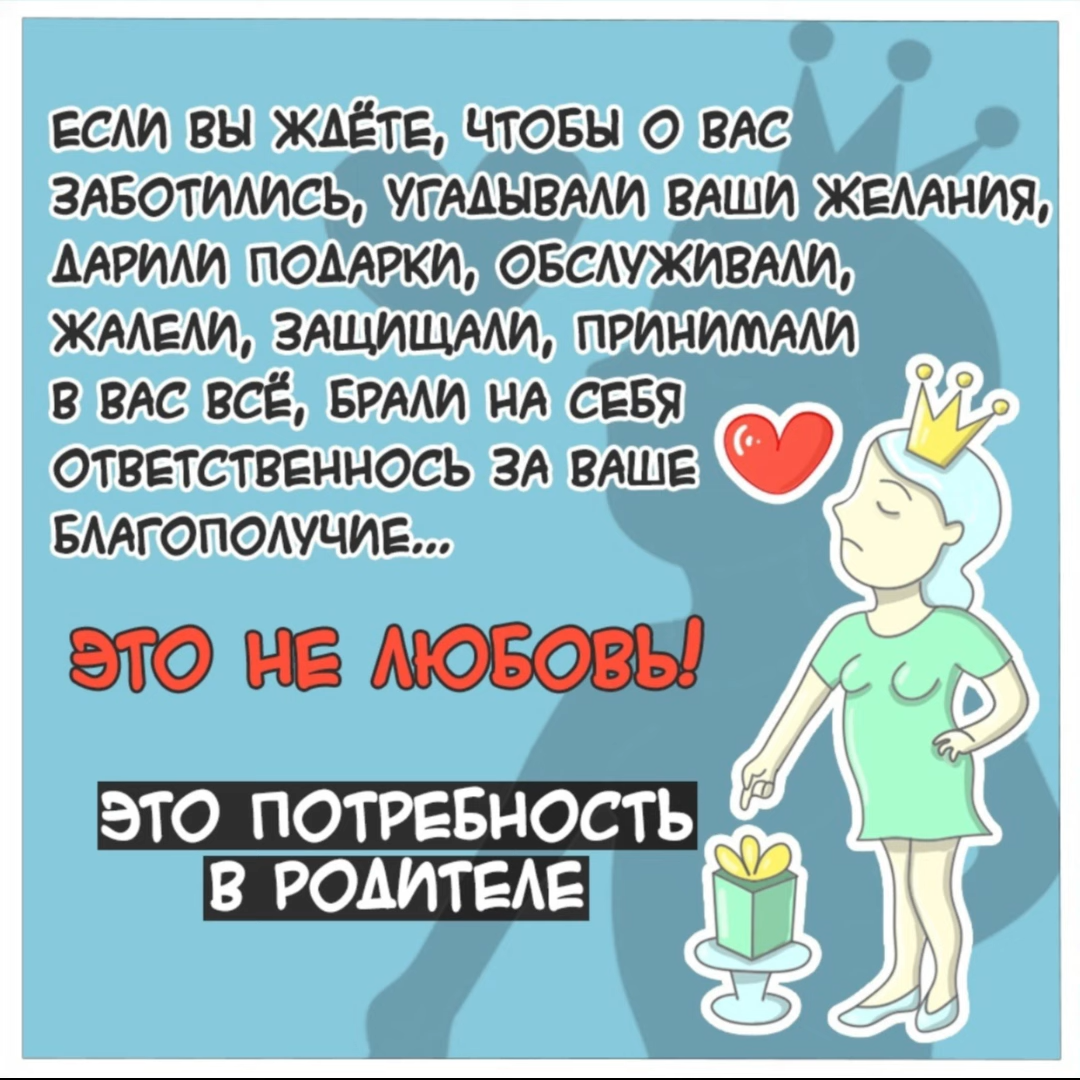 ЕСЛИ ВЫ ЖДЁТЕ, ЧТОБЫ О ВАС
ЗАБОТИЛИСЬ, УГАДЫВАЛИ ВАШИ ЖЕЛАНИЯ,
ДАРИЛИ ПОДАРКИ, ОБСЛУЖИВАЛИ,
ЖАЛЕЛИ, ЗАЩИЩАЛИ, ПРИНИМАЛИ
В ВАС ВСЁ, БРАЛИ НА СЕБЯ
ОТВЕТСТВЕННОСЬ ЗА ВАШЕ
БЛАГОПОЛУЧИЕ...
ЭТО НЕ ЛЮБОВЬ!
ЭТО ПОТРЕБНОСТЬ
В РОДИТЕЛЕ